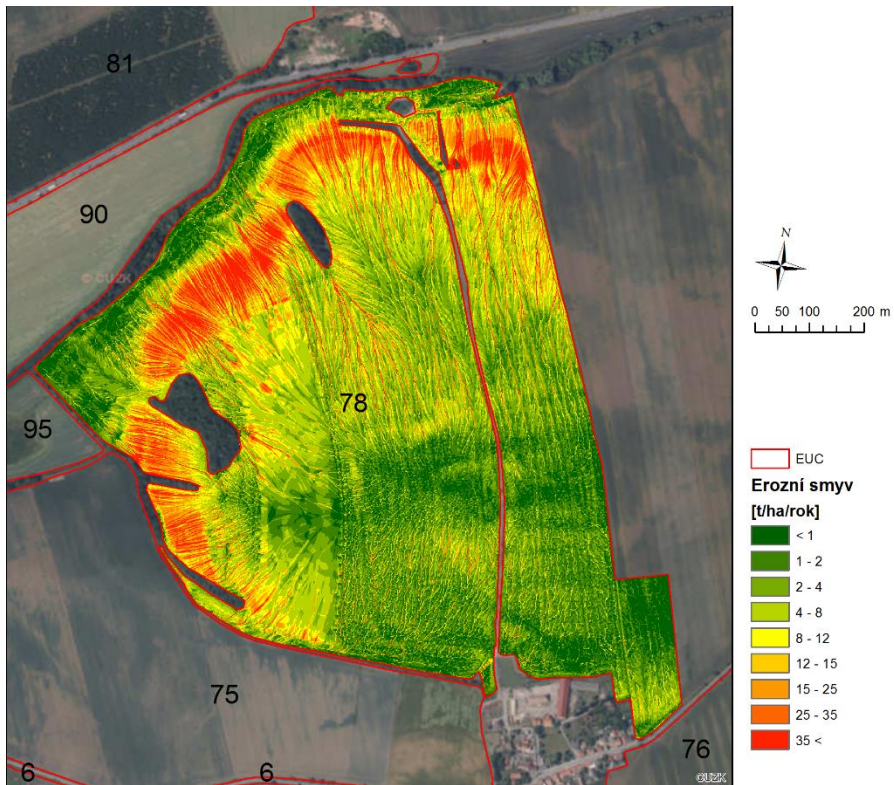 81
90
© ČÚZK
95
78
75
6
6
76
©ČÚZK
N
0 50 100 200 m
EUC
Erozní smyv
[t/ha/rok]
< 1
1 - 2
2 - 4
4 - 8
8 - 12
12 - 15
15 - 25
25 - 35
35 <